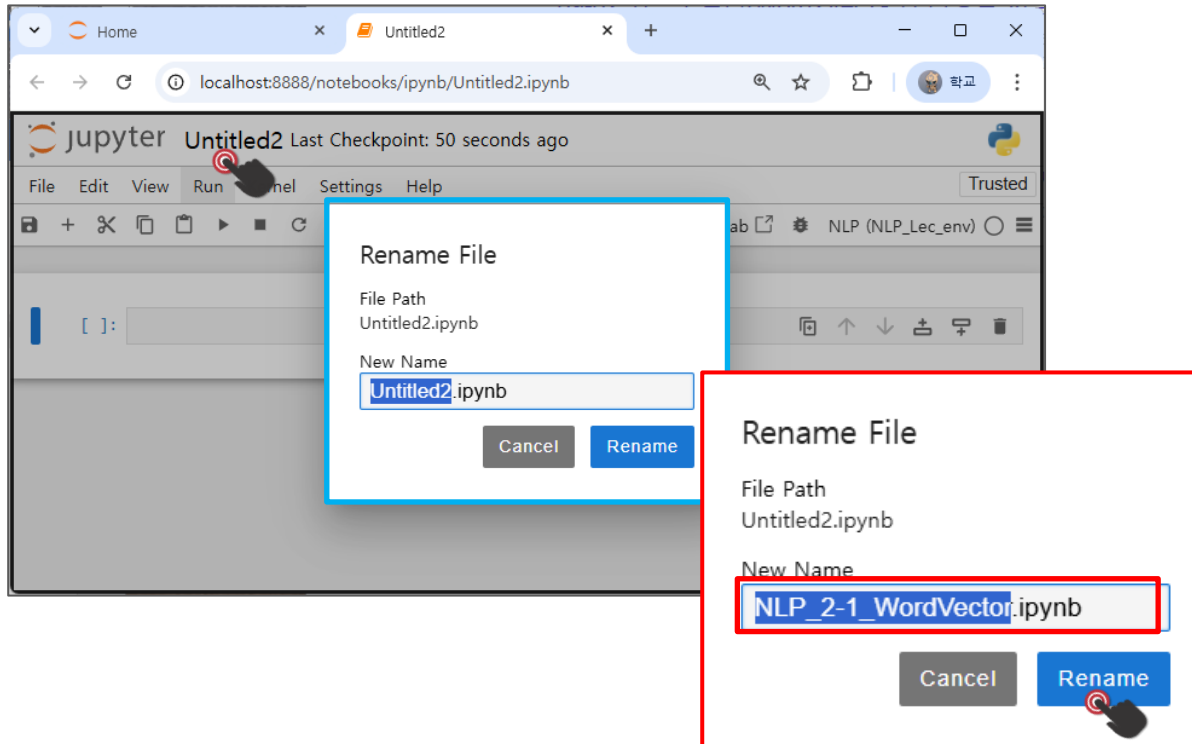 Home
Untitled2
localhost:8888/notebooks/ipynb/Untitled2.ipynb
학교
jupyter Untitled2 Last Checkpoint: 50 seconds ago
File Edit View Run nel Settings Help
Trusted
ab NLP (NLP_Lec_env)
[ ]:
Rename File
File Path
Untitled2.ipynb
New Name
Untitled2.ipynb
Cancel Rename
Rename File
File Path
Untitled2.ipynb
New Name
NLP_2-1_WordVector.ipynb
Cancel Rename